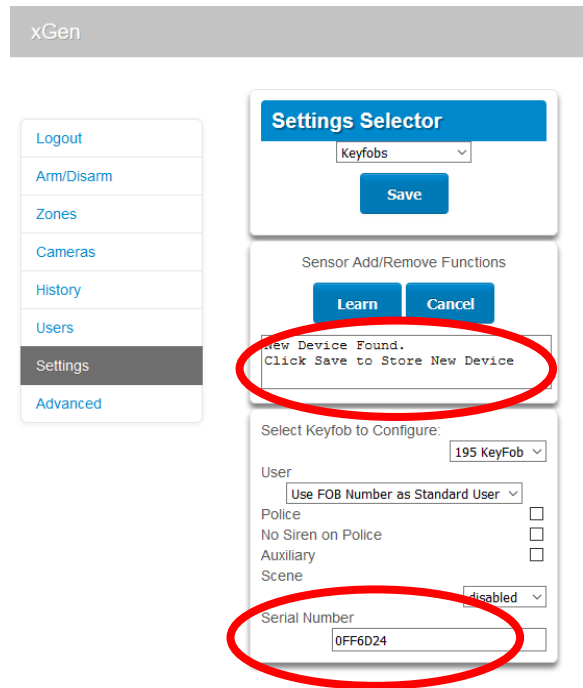 xGen
Logout
Arm/Disarm
Zones
Cameras
History
Users
Settings
Advanced
Settings Selector
Keyfobs
Save
Sensor Add/Remove Functions
Learn Cancel
New Device Found.
Click Save to Store New Device
Select Keyfob to Configure:
195 KeyFob
User
Use FOB Number as Standard User
Police
No Siren on Police
Auxiliary
Scene
disabled
Serial Number
0FF6D24